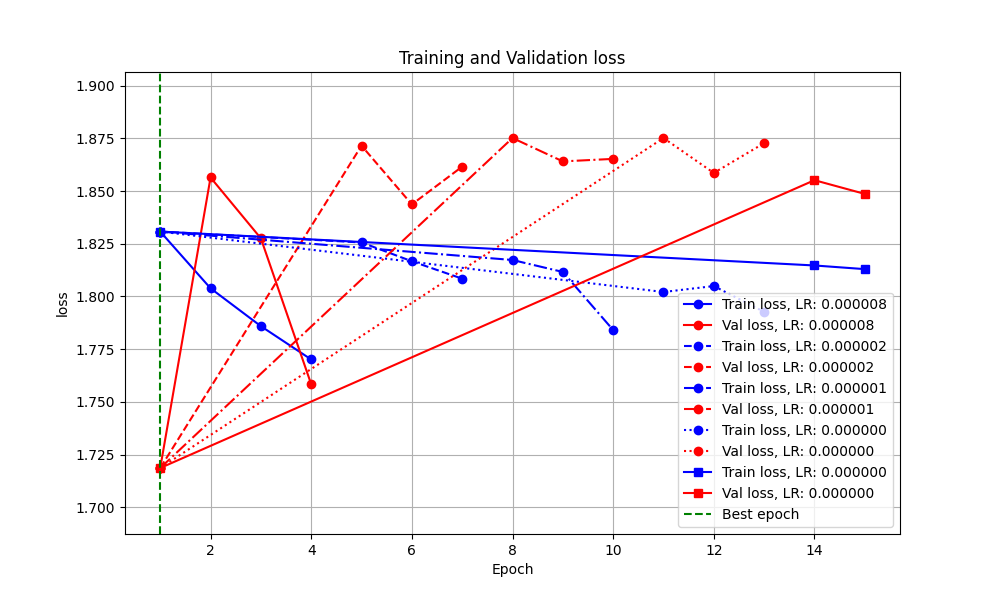 Training and Validation loss
1.900
1.875
1.850
1.825
1.800
1.775
1.750
1.725
1.700
loss
2
4
6
8
10
12
14
Epoch
Train loss, LR: 0.000008
Val loss, LR: 0.000008
Train loss, LR: 0.000002
Val loss, LR: 0.000002
Train loss, LR: 0.000001
Val loss, LR: 0.000001
Train loss, LR: 0.000000
Val loss, LR: 0.000000
Train loss, LR: 0.000000
Val loss, LR: 0.000000
Best epoch